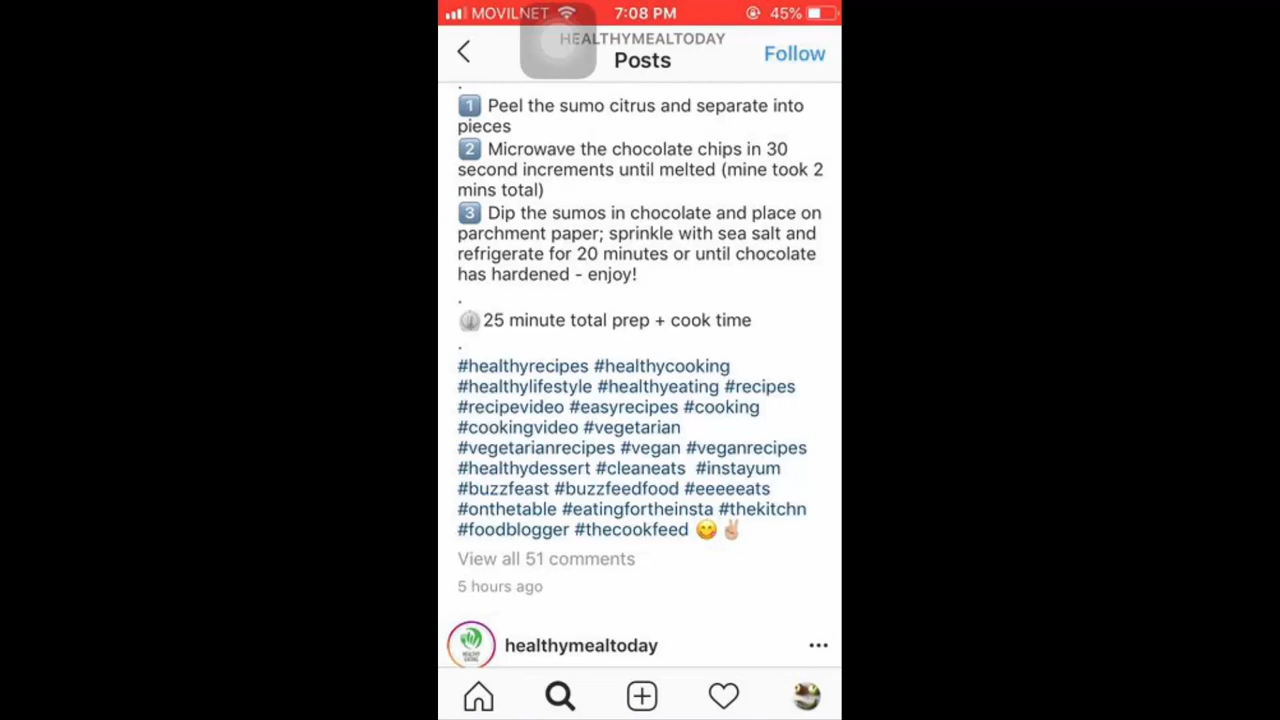 MOVILNET 7:08 PM 45%
HEALTHYMEALTODAY
Posts
Follow
.
1 Peel the sumo citrus and separate into
pieces
2 Microwave the chocolate chips in 30
second increments until melted (mine took 2
mins total)
3 Dip the sumos in chocolate and place on
parchment paper; sprinkle with sea salt and
refrigerate for 20 minutes or until chocolate
has hardened - enjoy!
.
25 minute total prep + cook time
.
#healthyrecipes #healthycooking
#healthylifestyle #healthyeating #recipes
#recipevideo #easyrecipes #cooking
#cookingvideo #vegetarian
#vegetarianrecipes #vegan #veganrecipes
#healthydessert #cleaneats #instayum
#buzzfeast #buzzfeedfood #eeeeeats
#onthetable #eatingfortheinsta #thekitchn
#foodblogger #thecookfeed 😋✌🏼
View all 51 comments
5 hours ago
HEALTHY
EATING
healthymealtoday